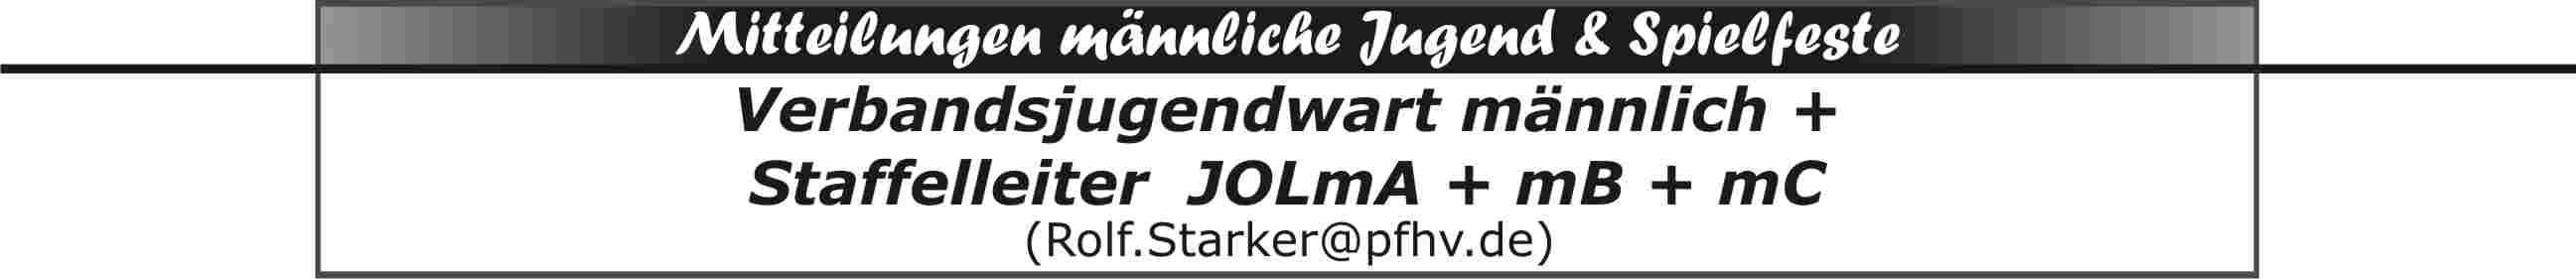 Mitteilungen männliche Jugend & Spielfeste
Verbandsjugendwart männlich +
Staffelleiter JOLmA + mB + mC
(Rolf.Starker@pfhv.de)